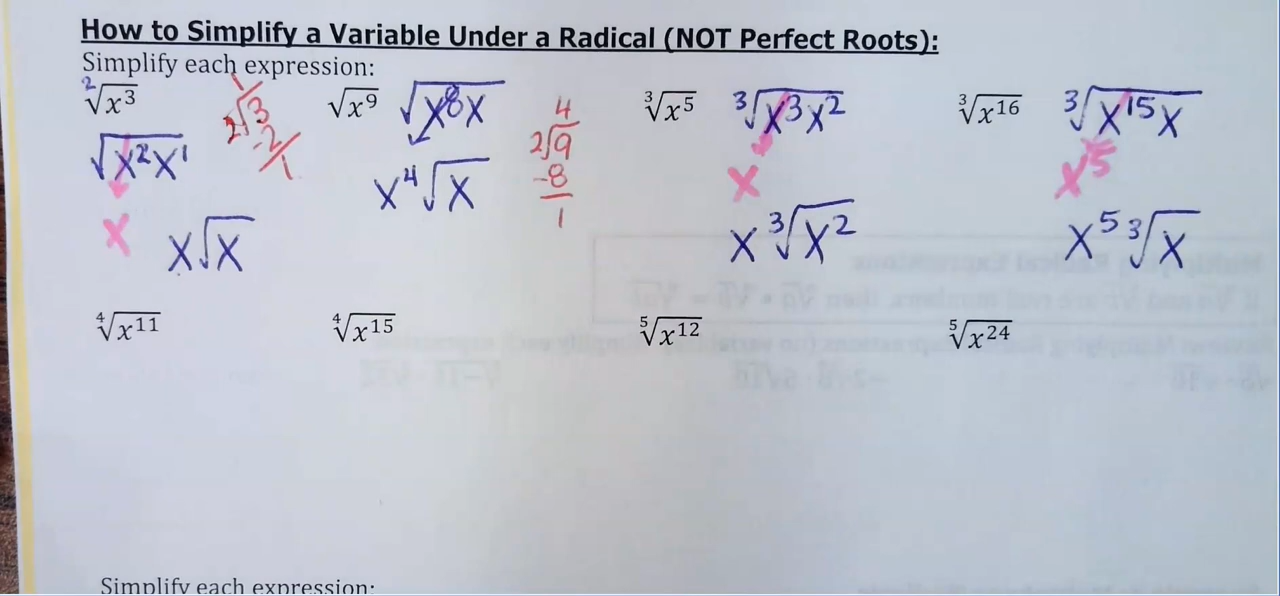 How to Simplify a Variable Under a Radical (NOT Perfect Roots):
Simplify each expression:
²√x³ √x⁹ ³√x⁵ ³√x¹⁶
√x²x¹ √x⁸x ³√x³x² ³√x¹⁵x
1
2√3
-2
1
4
2√9
-8
1
x x x⁵
x√x x⁴√x x³√x² x⁵ ³√x
⁴√x¹¹ ⁴√x¹⁵ ⁵√x¹² ⁵√x²⁴
Simplify each expression: